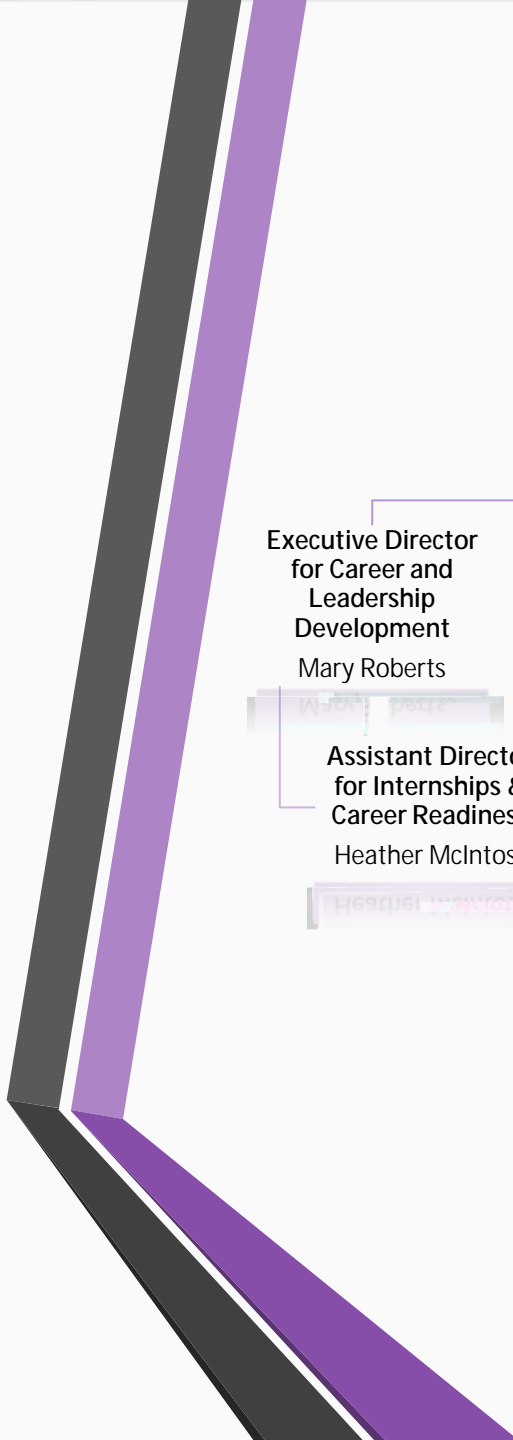 Executive Director
for Career and
Leadership
Development
Mary Roberts
Assistant Directo
for Internships &
Career Readines
Heather McIntos